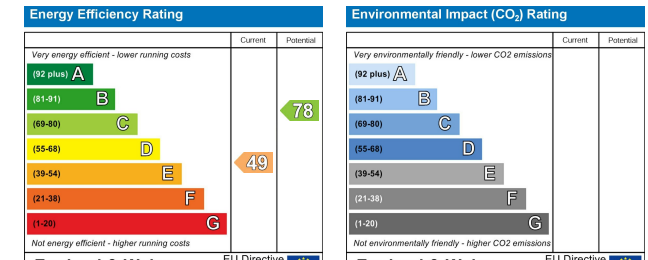 Energy Efficiency Rating
Current Potential
Very energy efficient - lower running costs
(92 plus) A
(81-91) B
(69-80) C
(55-68) D
(39-54) E
(21-38) F
(1-20) G
49
78
Not energy efficient - higher running costs
EU Directive
Environmental Impact (CO₂) Rating
Current Potential
Very environmentally friendly - lower CO2 emissions
(92 plus) A
(81-91) B
(69-80) C
(55-68) D
(39-54) E
(21-38) F
(1-20) G
Not environmentally friendly - higher CO2 emissions
EU Directive